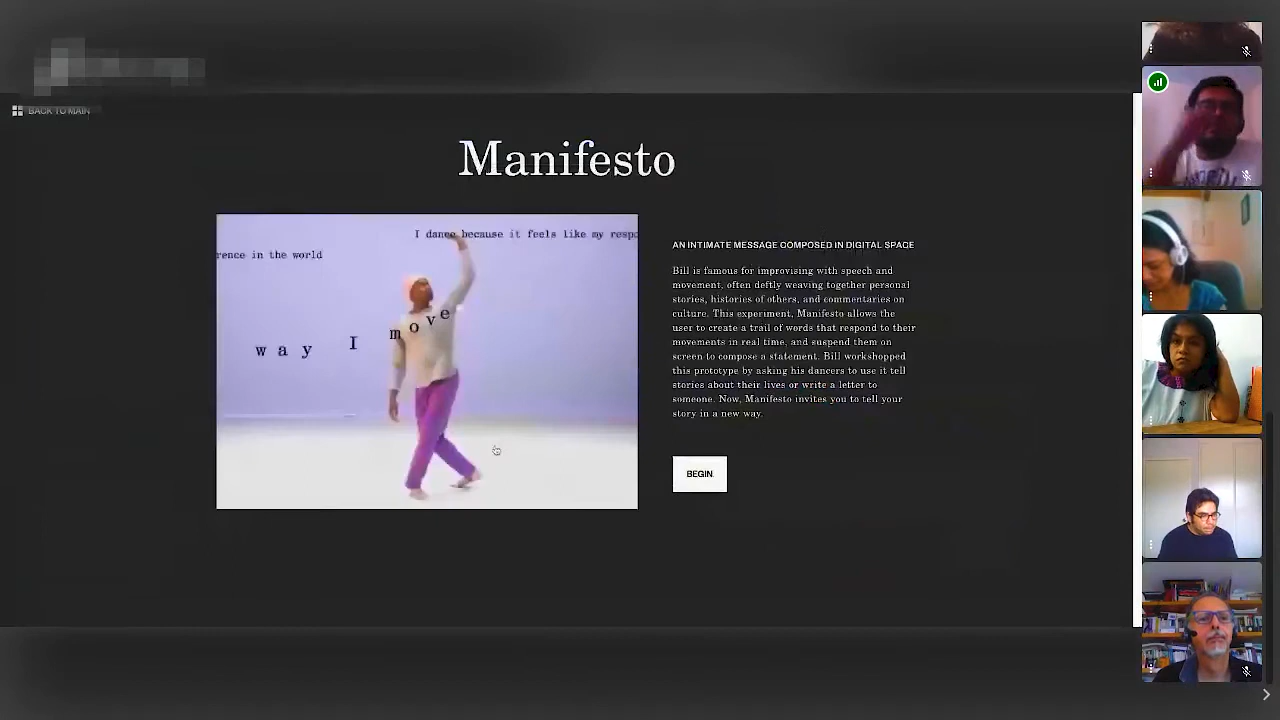 BACK TO MAIN
Manifesto
I dance because it feels like my respo
rence in the world
way I move
AN INTIMATE MESSAGE COMPOSED IN DIGITAL SPACE
Bill is famous for improvising with speech and
movement, often deftly weaving together personal
stories, histories of others, and commentaries on
culture. This experiment, Manifesto allows the
user to create a trail of words that respond to their
movements in real time, and suspend them on
screen to compose a statement. Bill workshopped
this prototype by asking his dancers to use it tell
stories about their lives or write a letter to
someone. Now, Manifesto invites you to tell your
story in a new way.
BEGIN